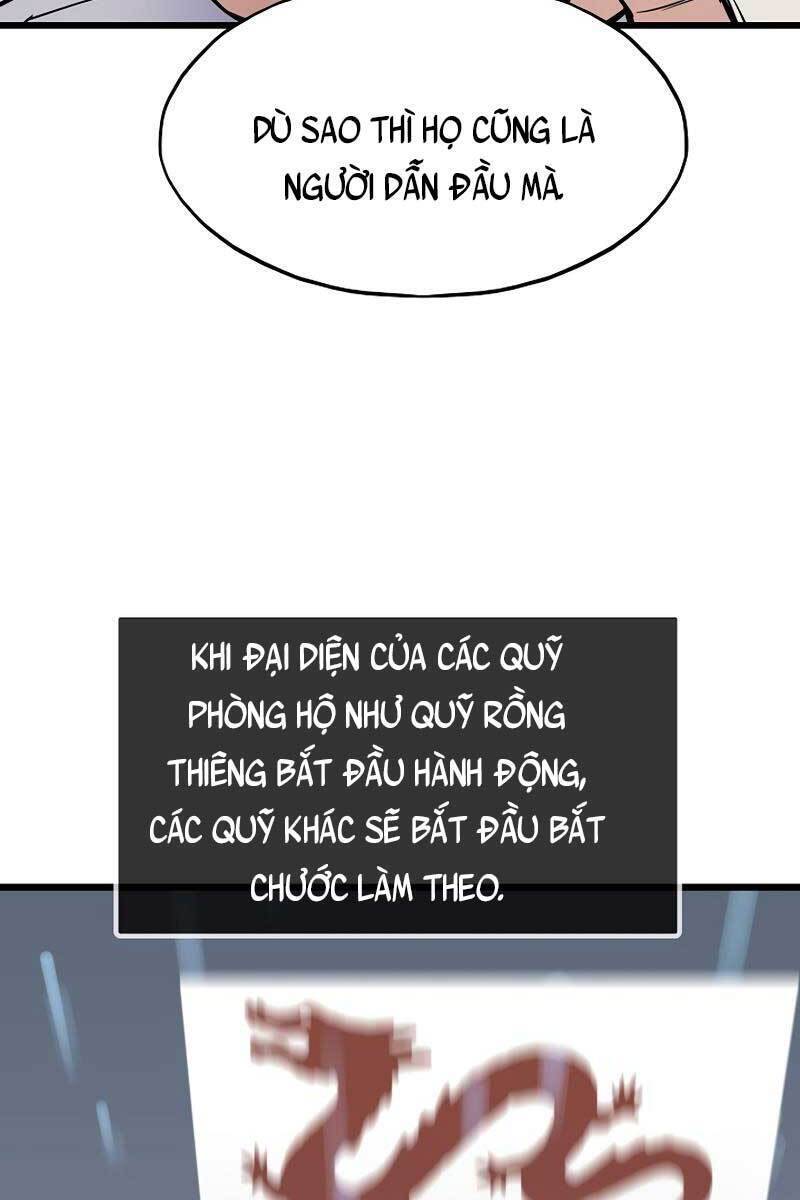 DÙ SAO THÌ HỌ CŨNG LÀ
NGƯỜI DẪN ĐẦU MÀ.
KHI ĐẠI DIỆN CỦA CÁC QUỸ
PHÒNG HỘ NHƯ QUỸ RỒNG
THIÊNG BẮT ĐẦU HÀNH ĐỘNG,
CÁC QUỸ KHÁC SẼ BẮT ĐẦU BẮT
CHƯỚC LÀM THEO.